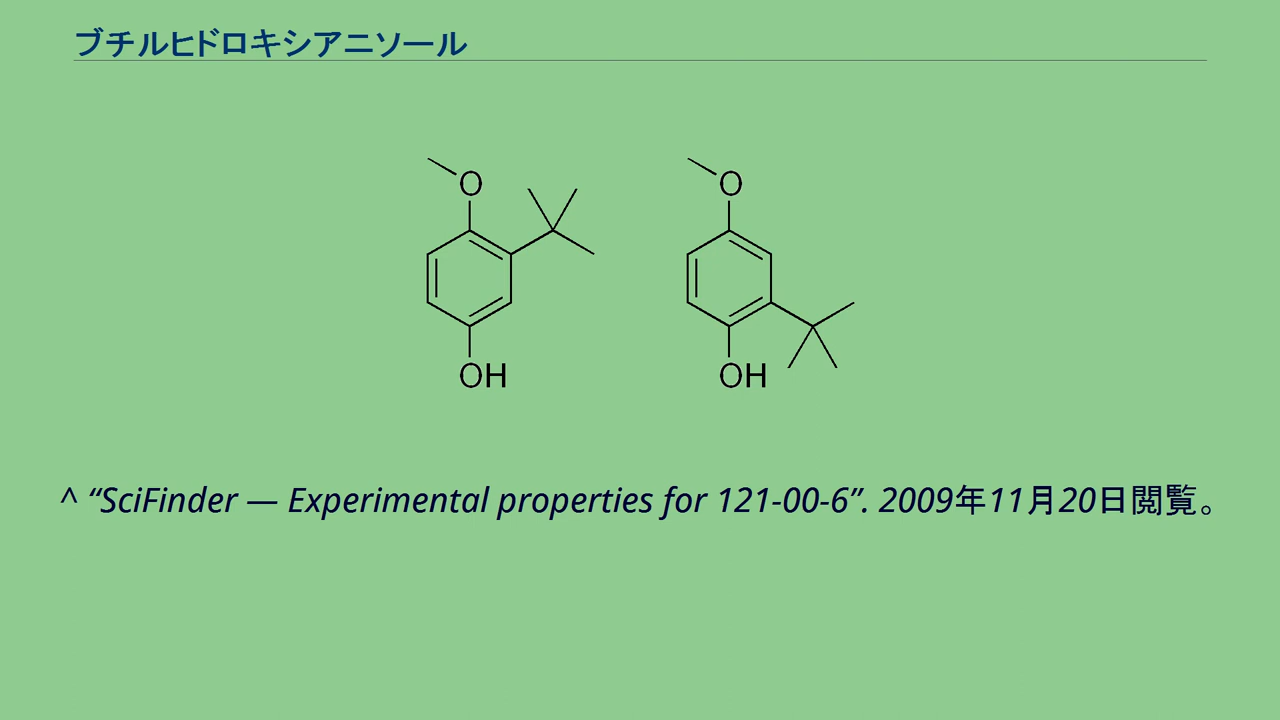 ブチルヒドロキシアニソール
O O
OH OH
^ “SciFinder — Experimental properties for 121-00-6”. 2009年11月20日閲覧。